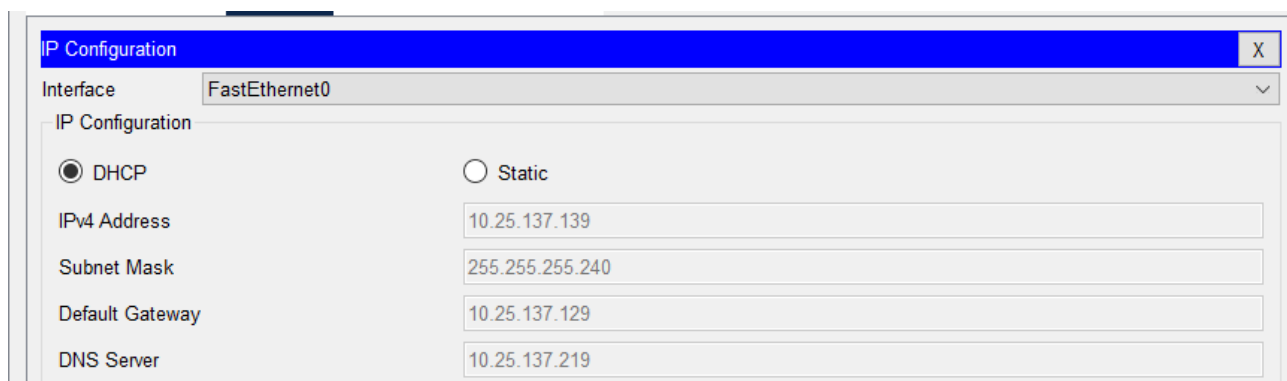 IP Configuration X
Interface FastEthernet0
IP Configuration
DHCP Static
IPv4 Address 10.25.137.139
Subnet Mask 255.255.255.240
Default Gateway 10.25.137.129
DNS Server 10.25.137.219